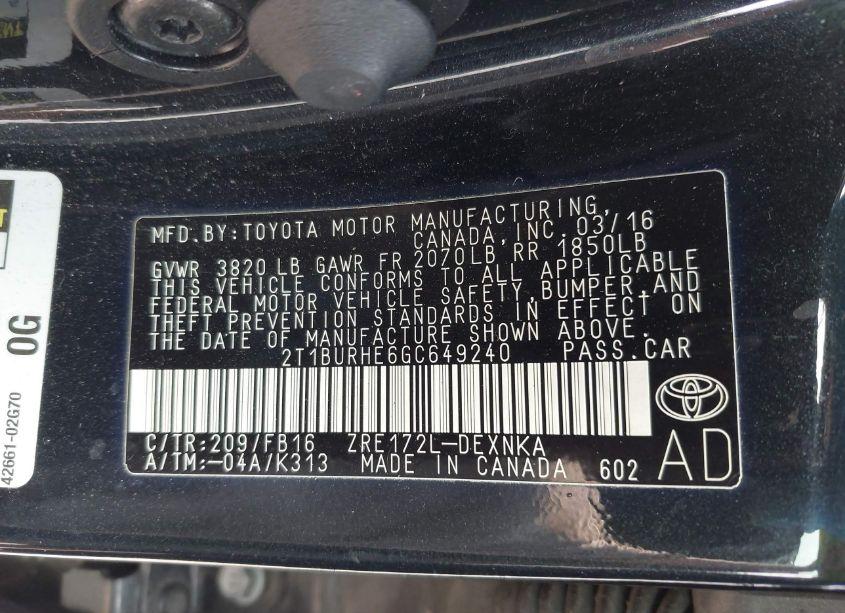 MFD.BY:TOYOTA MOTOR MANUFACTURING,
CANADA, INC. 03/16
GVWR 3820 LB GAWR FR 2070LB RR 1850LB
THIS VEHICLE CONFORMS TO ALL APPLICABLE
FEDERAL MOTOR VEHICLE SAFETY, BUMPER, AND
THEFT PREVENTION STANDARDS IN EFFECT ON
THE DATE OF MANUFACTURE SHOWN ABOVE.
2T1BURHE6GC649240 PASS.CAR
C/TR:209/FB16 ZRE172L-DEXNKA
A/TM:-04A/K313 MADE IN CANADA 602
AD
0G
42661-02G70